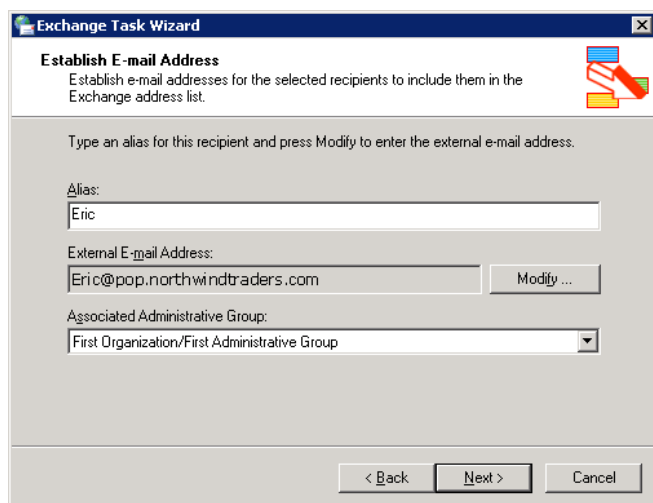 Exchange Task Wizard
Establish E-mail Address
Establish e-mail addresses for the selected recipients to include them in the
Exchange address list.
Type an alias for this recipient and press Modify to enter the external e-mail address.
Alias:
Eric
External E-mail Address:
Eric@pop.northwindtraders.com
Modify ...
Associated Administrative Group:
First Organization/First Administrative Group
< Back
Next >
Cancel